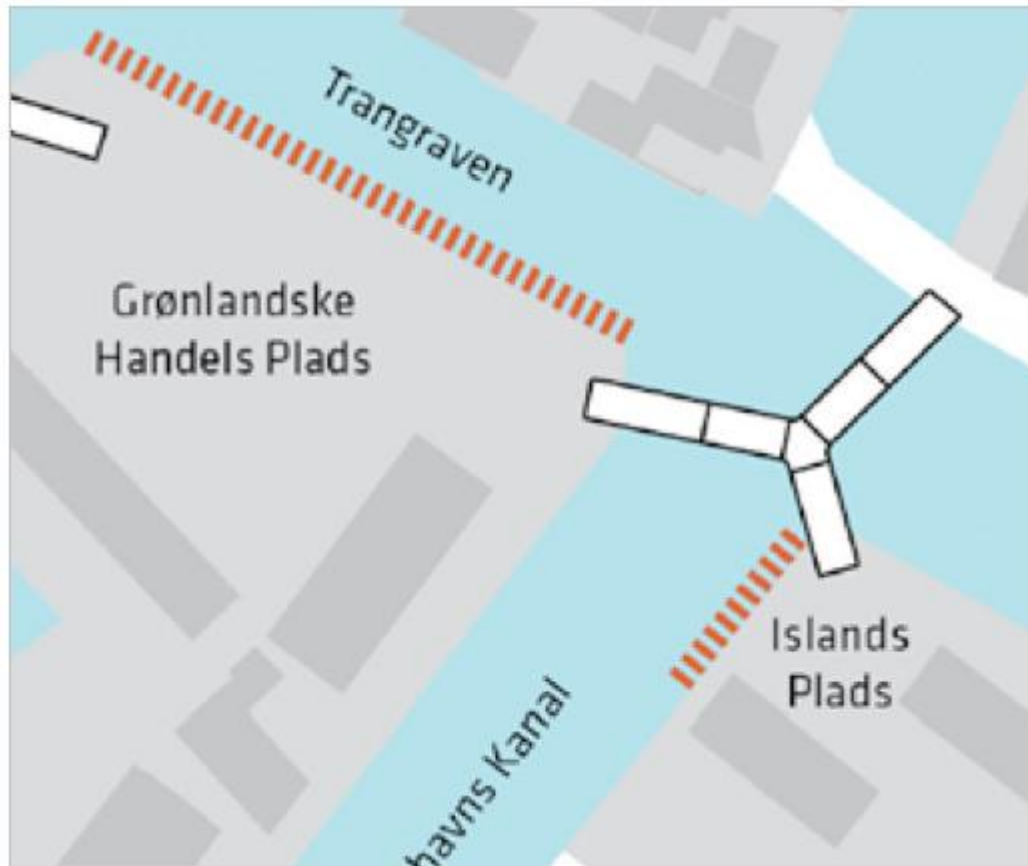 Trangraven
Grønlandske
Handels Plads
Islands
Plads
havns Kanal